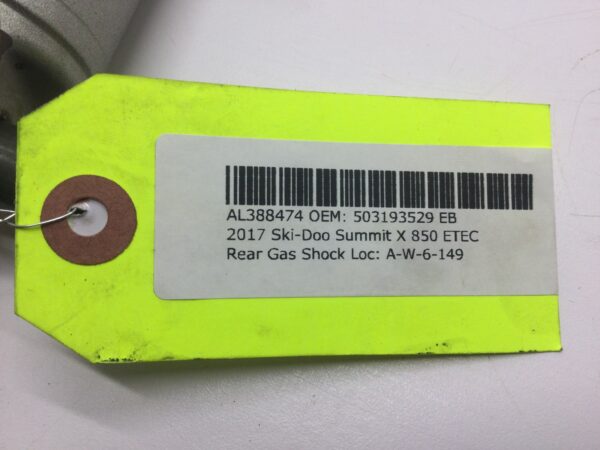 AL388474 OEM: 503193529 EB
2017 Ski-Doo Summit X 850 ETEC
Rear Gas Shock Loc: A-W-6-149